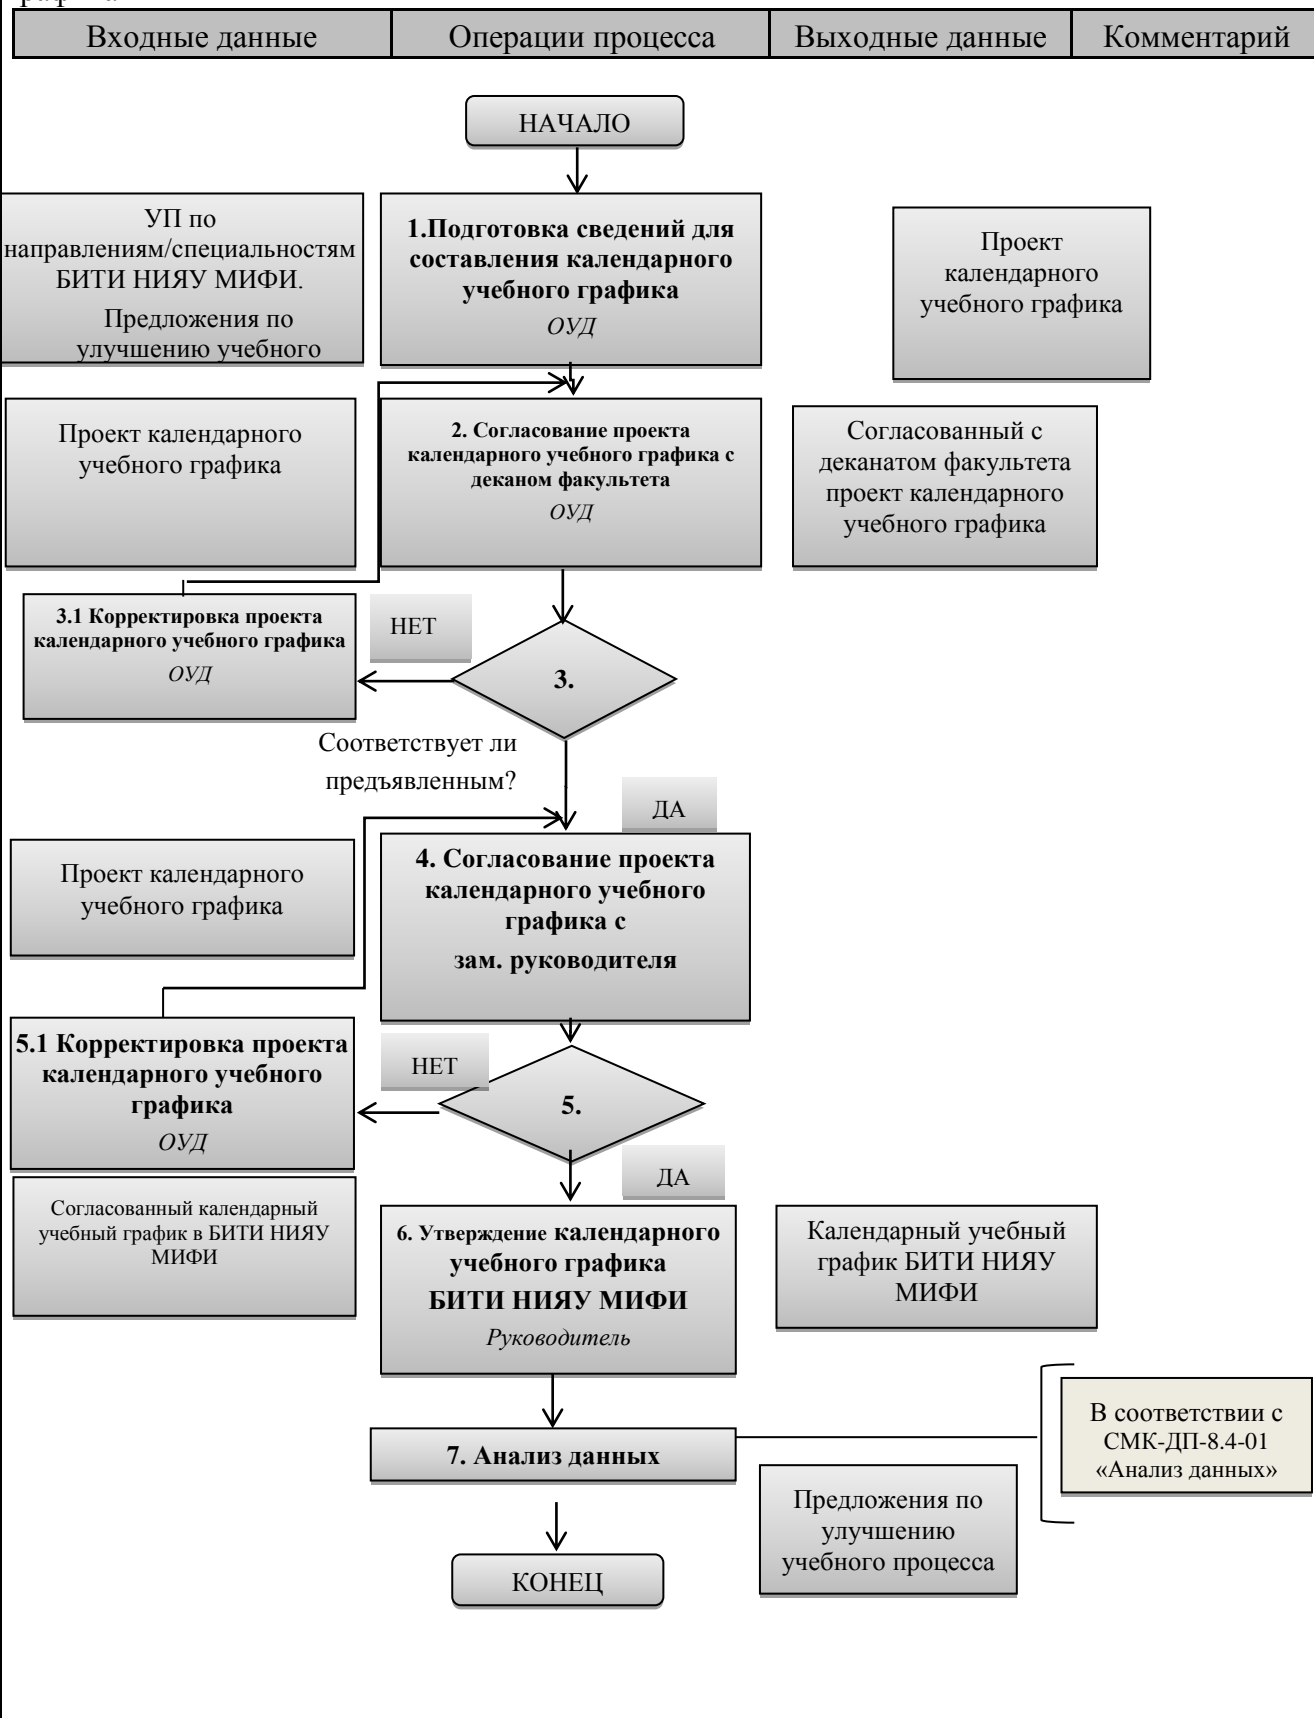 Входные данные
Операции процесса
Выходные данные
Комментарий
НАЧАЛО
УП по
направлениям/специальностям
БИТИ НИЯУ МИФИ.
Предложения по
улучшению учебного
1.Подготовка сведений для
составления календарного
учебного графика
ОУД
Проект
календарного
учебного графика
Проект календарного
учебного графика
2. Согласование проекта
календарного учебного графика с
деканом факультета
ОУД
Согласованный с
деканатом факультета
проект календарного
учебного графика
3.1 Корректировка проекта
календарного учебного графика
ОУД
НЕТ
3.
Соответствует ли
предъявленным?
ДА
Проект календарного
учебного графика
4. Согласование проекта
календарного учебного
графика с
зам. руководителя
5.1 Корректировка проекта
календарного учебного
графика
ОУД
НЕТ
5.
ДА
Согласованный календарный
учебный график в БИТИ НИЯУ
МИФИ
6. Утверждение календарного
учебного графика
БИТИ НИЯУ МИФИ
Руководитель
Календарный учебный
график БИТИ НИЯУ
МИФИ
7. Анализ данных
В соответствии с
СМК-ДП-8.4-01
«Анализ данных»
Предложения по
улучшению
учебного процесса
КОНЕЦ